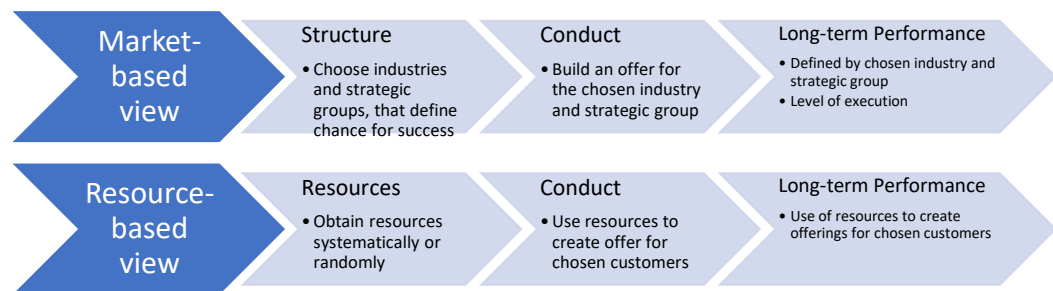 Market-
based
view
Structure
• Choose industries
and strategic
groups, that define
chance for success
Conduct
• Build an offer for
the chosen industry
and strategic group
Long-term Performance
• Defined by chosen industry and
strategic group
• Level of execution
Resource-
based
view
Resources
• Obtain resources
systematically or
randomly
Conduct
• Use resources to
create offer for
chosen customers
Long-term Performance
• Use of resources to create
offerings for chosen customers